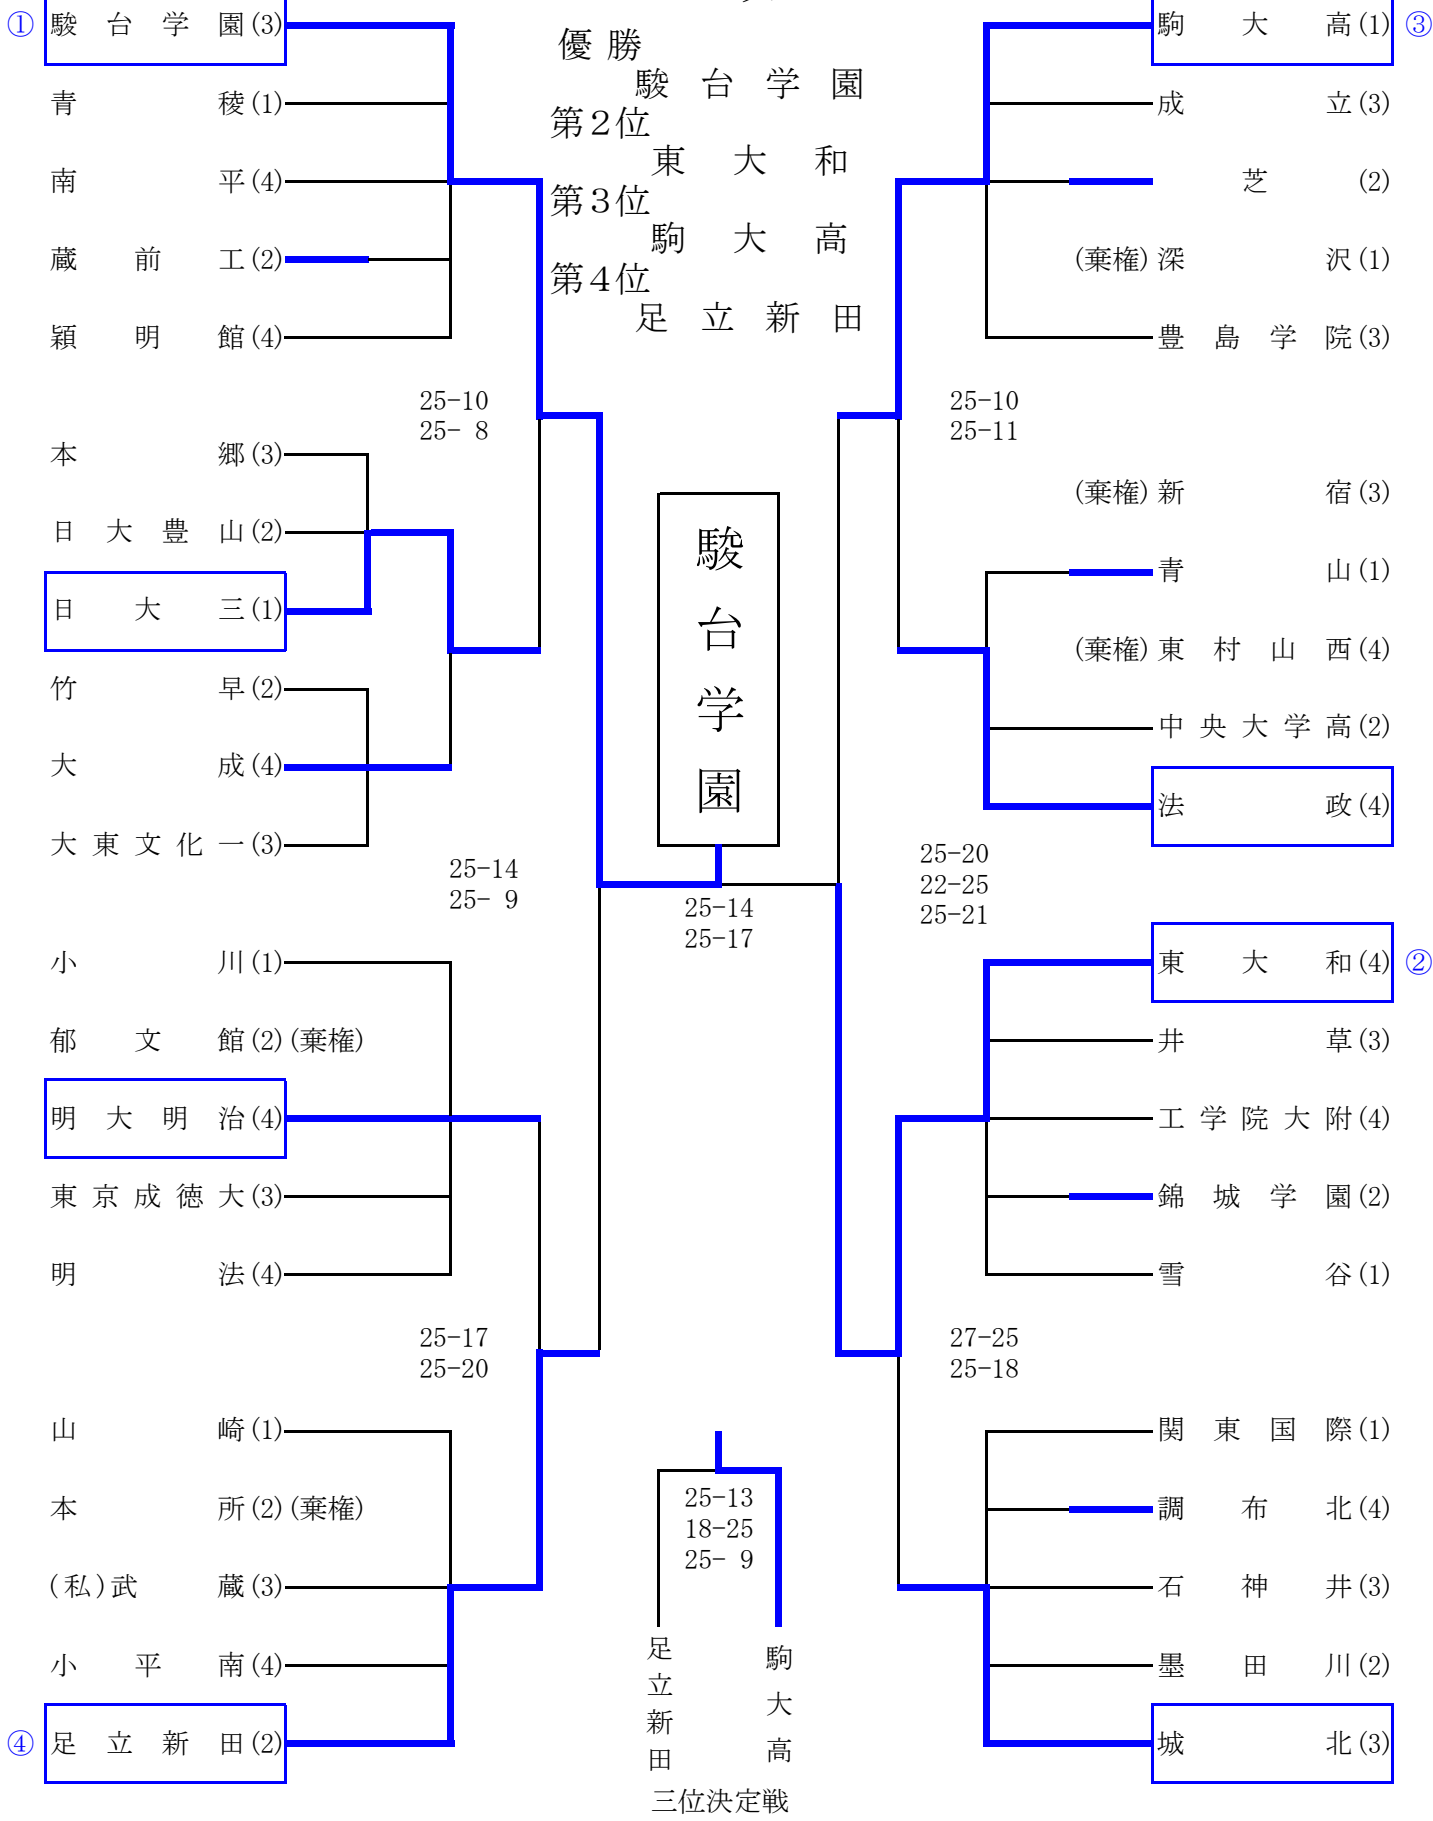 ① 駿台学園(3)
青稜(1)
南平(4)
蔵前工(2)
穎明館(4)
25-10
25- 8
本郷(3)
日大豊山(2)
日大三(1)
竹早(2)
大成(4)
大東文化一(3)
25-14
25- 9
小川(1)
郁文館(2)(棄権)
明大明治(4)
東京成徳大(3)
明法(4)
25-17
25-20
山崎(1)
本所(2)(棄権)
(私)武蔵(3)
小平南(4)
④ 足立新田(2)
優勝
駿台学園
第2位
東大和
第3位
駒大高
第4位
足立新田
駿台学園
25-14
25-17
25-13
18-25
25- 9
足立新田
駒大高
三位決定戦
駒大高(1) ③
成立(3)
芝(2)
(棄権)深沢(1)
豊島学院(3)
25-10
25-11
(棄権)新宿(3)
青山(1)
(棄権)東村山西(4)
中央大学高(2)
法政(4)
25-20
22-25
25-21
東大和(4) ②
井草(3)
工学院大附(4)
錦城学園(2)
雪谷(1)
27-25
25-18
関東国際(1)
調布北(4)
石神井(3)
墨田川(2)
城北(3)